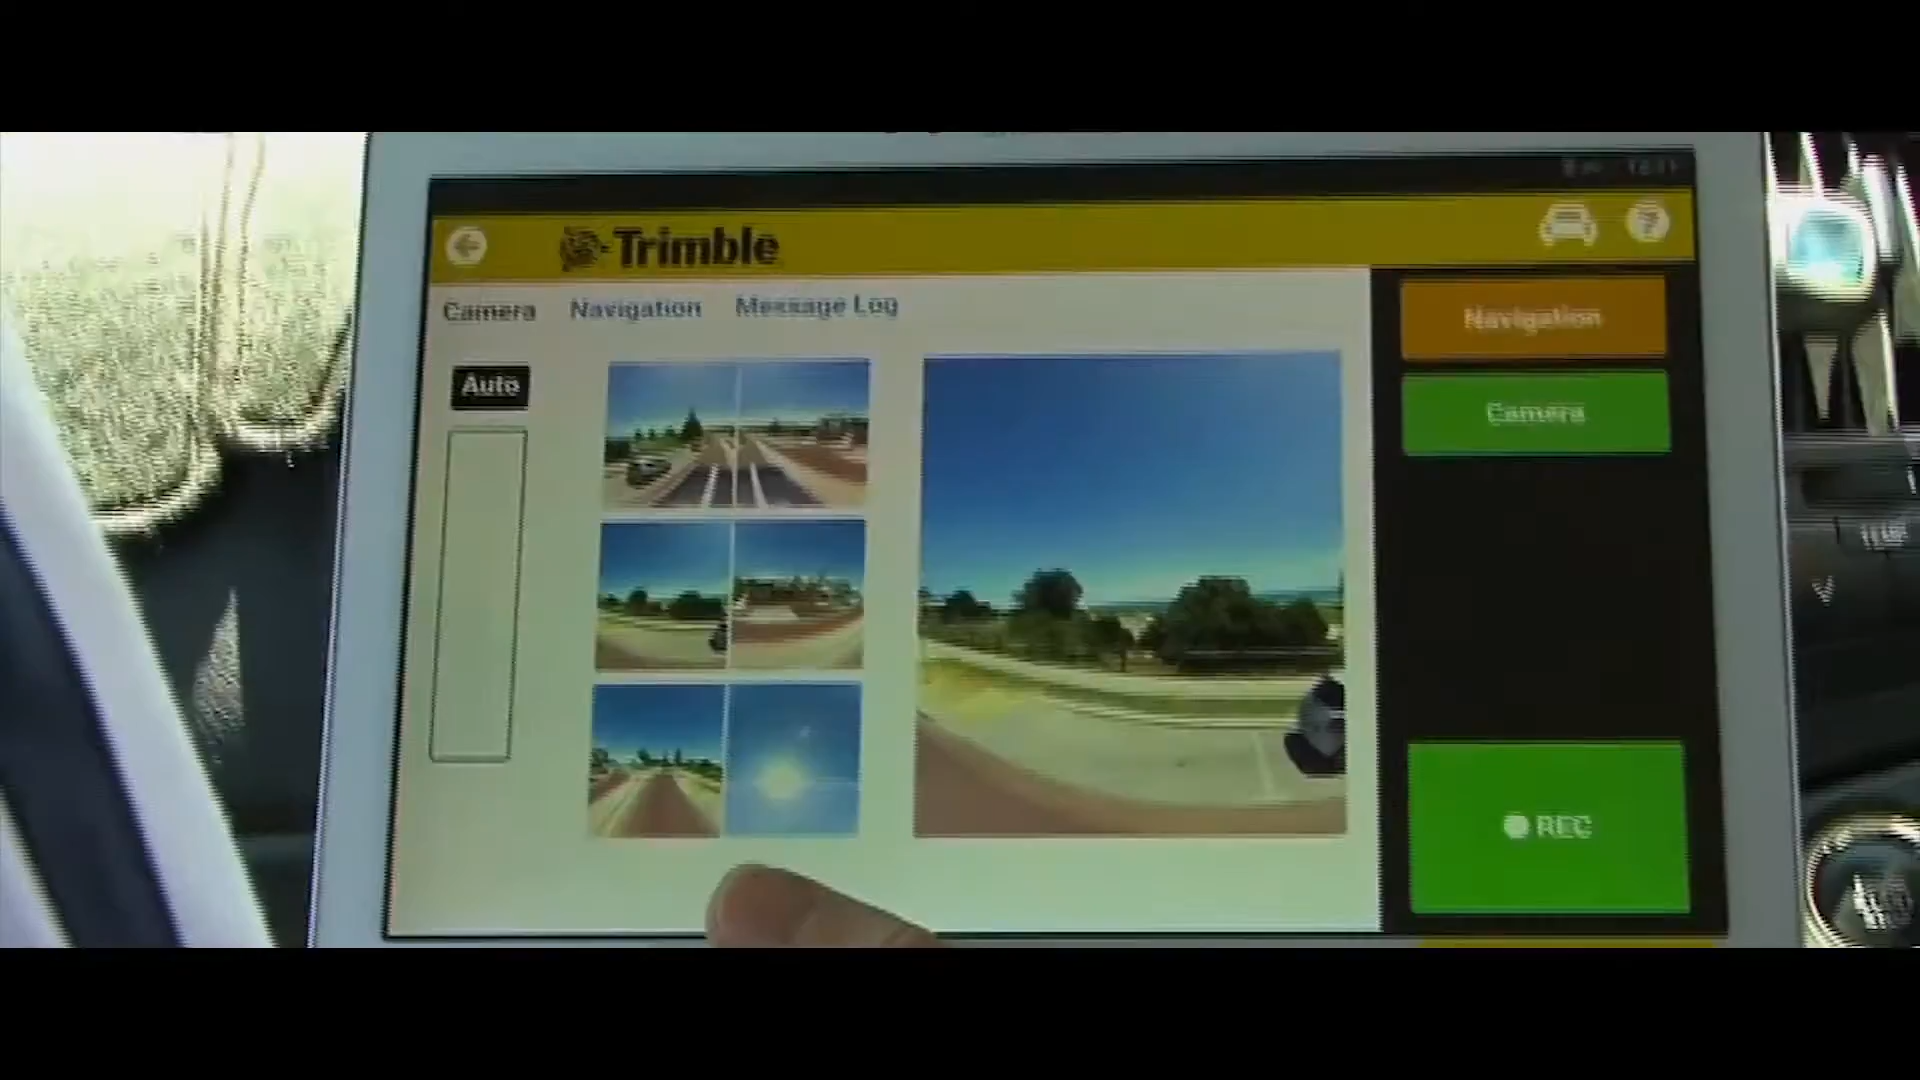 Trimble
Camera Navigation Message Log
Navigation
Auto
Camera
REC